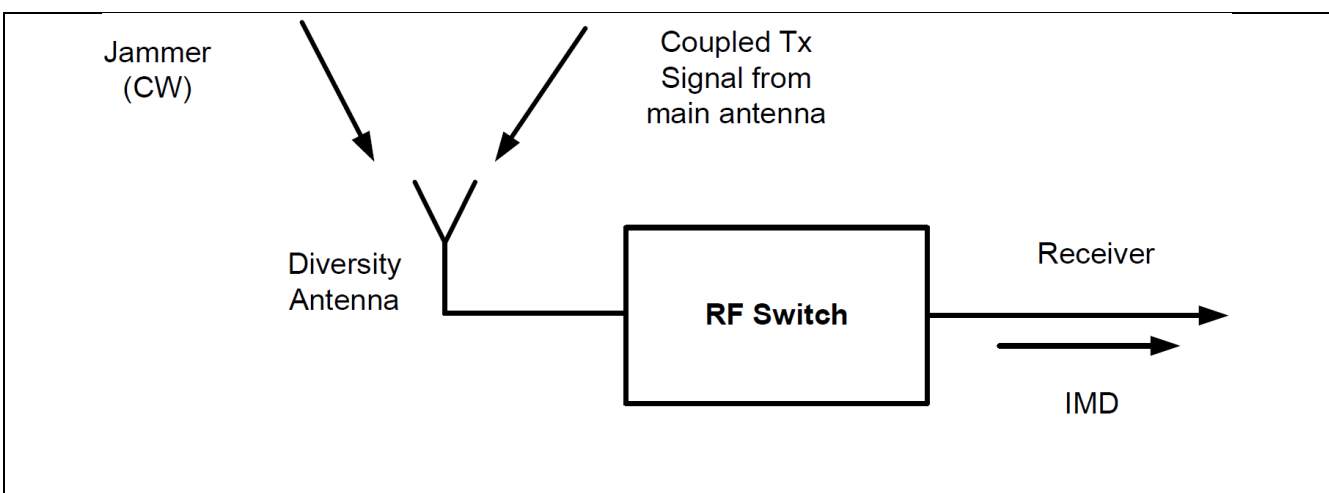 Jammer
(CW)
Coupled Tx
Signal from
main antenna
Diversity
Antenna
RF Switch
Receiver
IMD